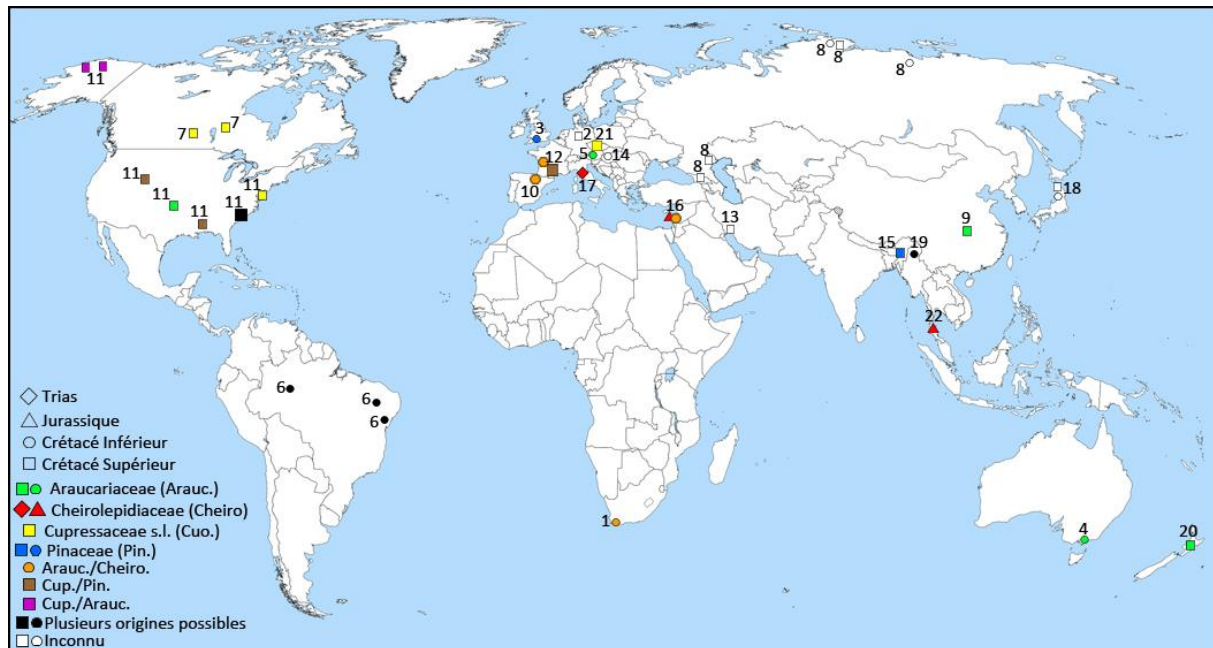 11
8
8
8
7
7
3
2 21
5
14
12
8
8
11
11
11
11
11
10
17
16
13
18
9
15
19
22
6
6
6
1
4
20
Trias
Jurassique
Crétacé Inférieur
Crétacé Supérieur
Araucariaceae (Arauc.)
Cheirolepidiaceae (Cheiro)
Cupressaceae s.l. (Cuo.)
Pinaceae (Pin.)
Arauc./Cheiro.
Cup./Pin.
Cup./Arauc.
Plusieurs origines possibles
Inconnu